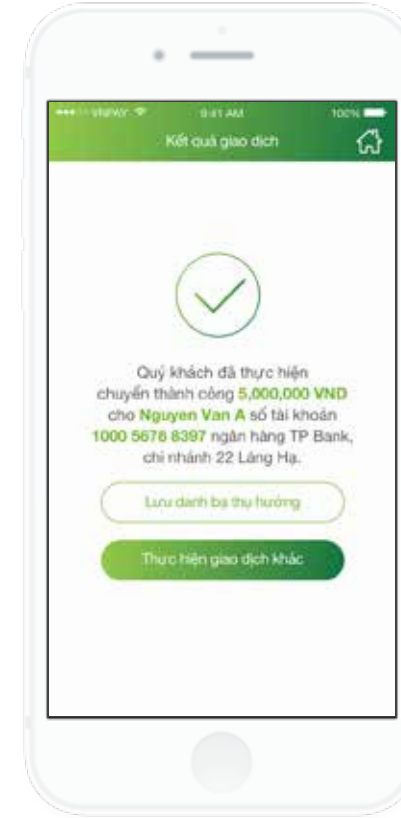 9:41 AM 100%
Kết quả giao dịch
Quý khách đã thực hiện
chuyển thành công 5,000,000 VND
cho Nguyen Van A số tài khoản
1000 5676 8397 ngân hàng TP Bank,
chi nhánh 22 Láng Hạ.
Lưu danh bạ thụ hưởng
Thực hiện giao dịch khác